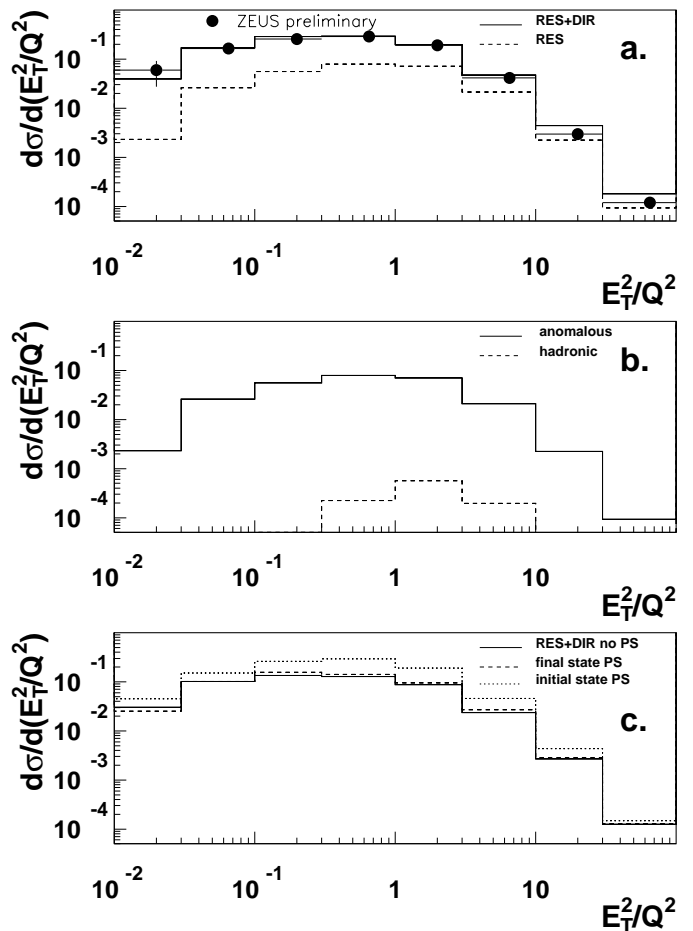 ZEUS preliminary
RES+DIR
RES
a.
dσ/d(E_T^2/Q^2)
10^-1
10^-2
10^-3
10^-4
10^-2 10^-1 1 10
E_T^2/Q^2
anomalous
hadronic
b.
dσ/d(E_T^2/Q^2)
10^-1
10^-2
10^-3
10^-4
10^-2 10^-1 1 10
E_T^2/Q^2
RES+DIR no PS
final state PS
initial state PS
c.
dσ/d(E_T^2/Q^2)
10^-1
10^-2
10^-3
10^-4
10^-2 10^-1 1 10
E_T^2/Q^2